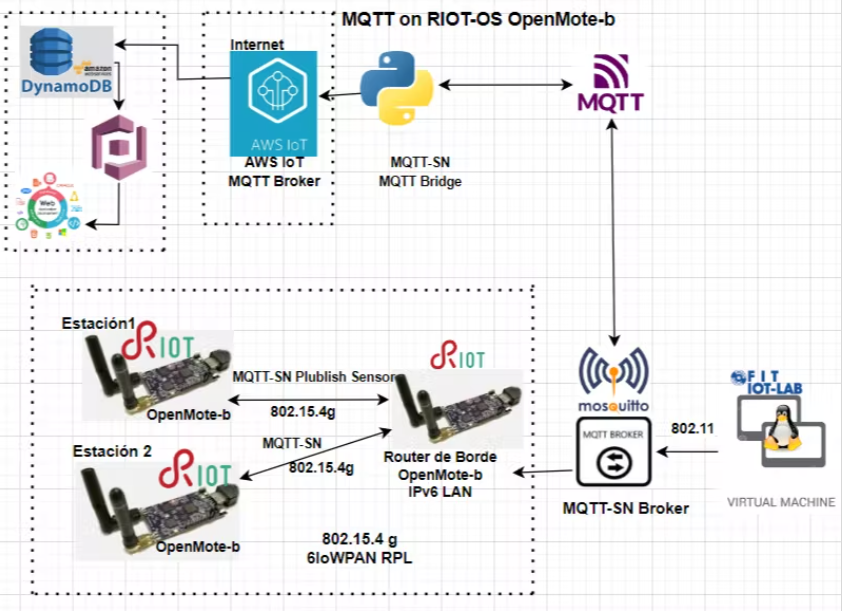 MQTT on RIOT-OS OpenMote-b
Internet
amazon
webservices
DynamoDB
AWS IoT
AWS IoT
MQTT Broker
MQTT-SN
MQTT Bridge
MQTT
Web
Estación1
RIOT
OpenMote-b
MQTT-SN Plublish Sensor
802.15.4g
RIOT
Estación 2
RIOT
OpenMote-b
MQTT-SN
802.15.4g
Router de Borde
OpenMote-b
IPv6 LAN
802.15.4 g
6loWPAN RPL
mosquitto
MQTT BROKER
MQTT-SN Broker
802.11
FIT
IOT-LAB
VIRTUAL MACHINE